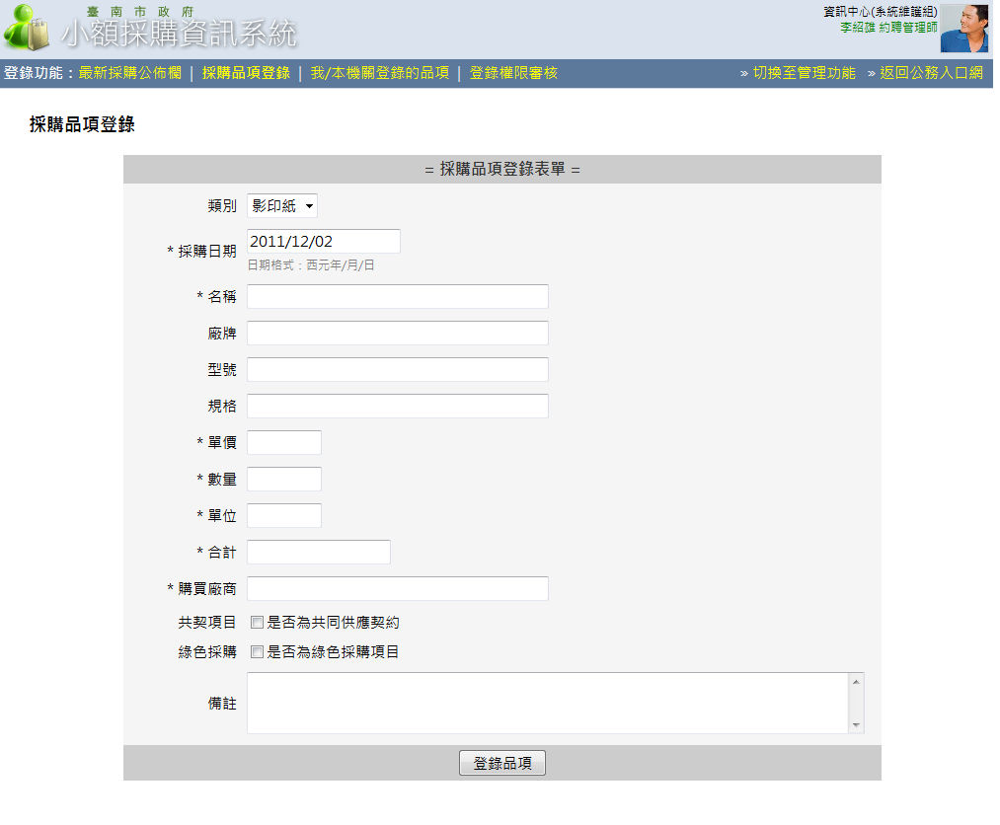 臺南市政府
小額採購資訊系統
資訊中心(系統維護組)
李紹雄 約聘管理師
登錄功能：最新採購公佈欄 | 採購品項登錄 | 我/本機關登錄的品項 | 登錄權限審核 » 切換至管理功能 » 返回公務入口網
採購品項登錄
= 採購品項登錄表單 =
類別 影印紙
* 採購日期 2011/12/02
日期格式：西元年/月/日
* 名稱
廠牌
型號
規格
* 單價
* 數量
* 單位
* 合計
* 購買廠商
共契項目 是否為共同供應契約
綠色採購 是否為綠色採購項目
備註
登錄品項